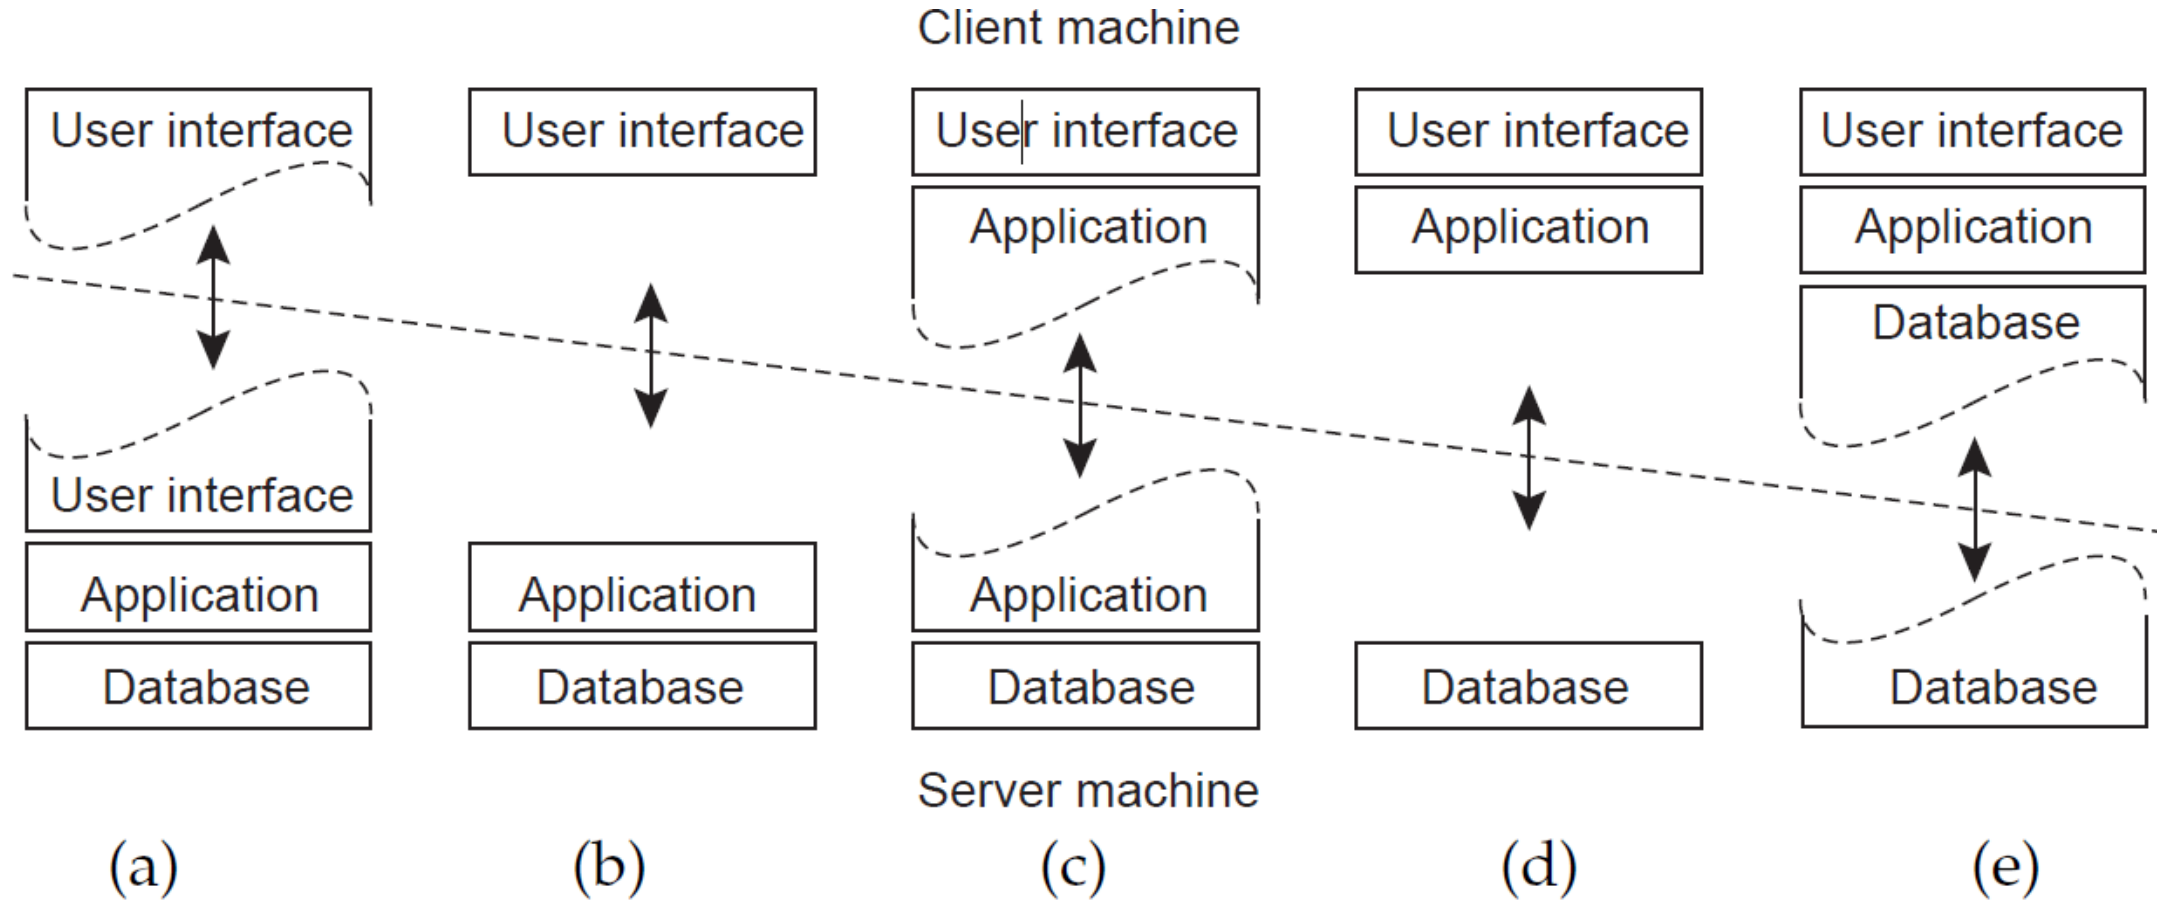 Client machine
User interface
User interface
User interface
User interface
User interface
Application
Application
Application
Database
User interface
Application
Application
Application
Database
Database
Database
Database
Database
Server machine
(a)
(b)
(c)
(d)
(e)